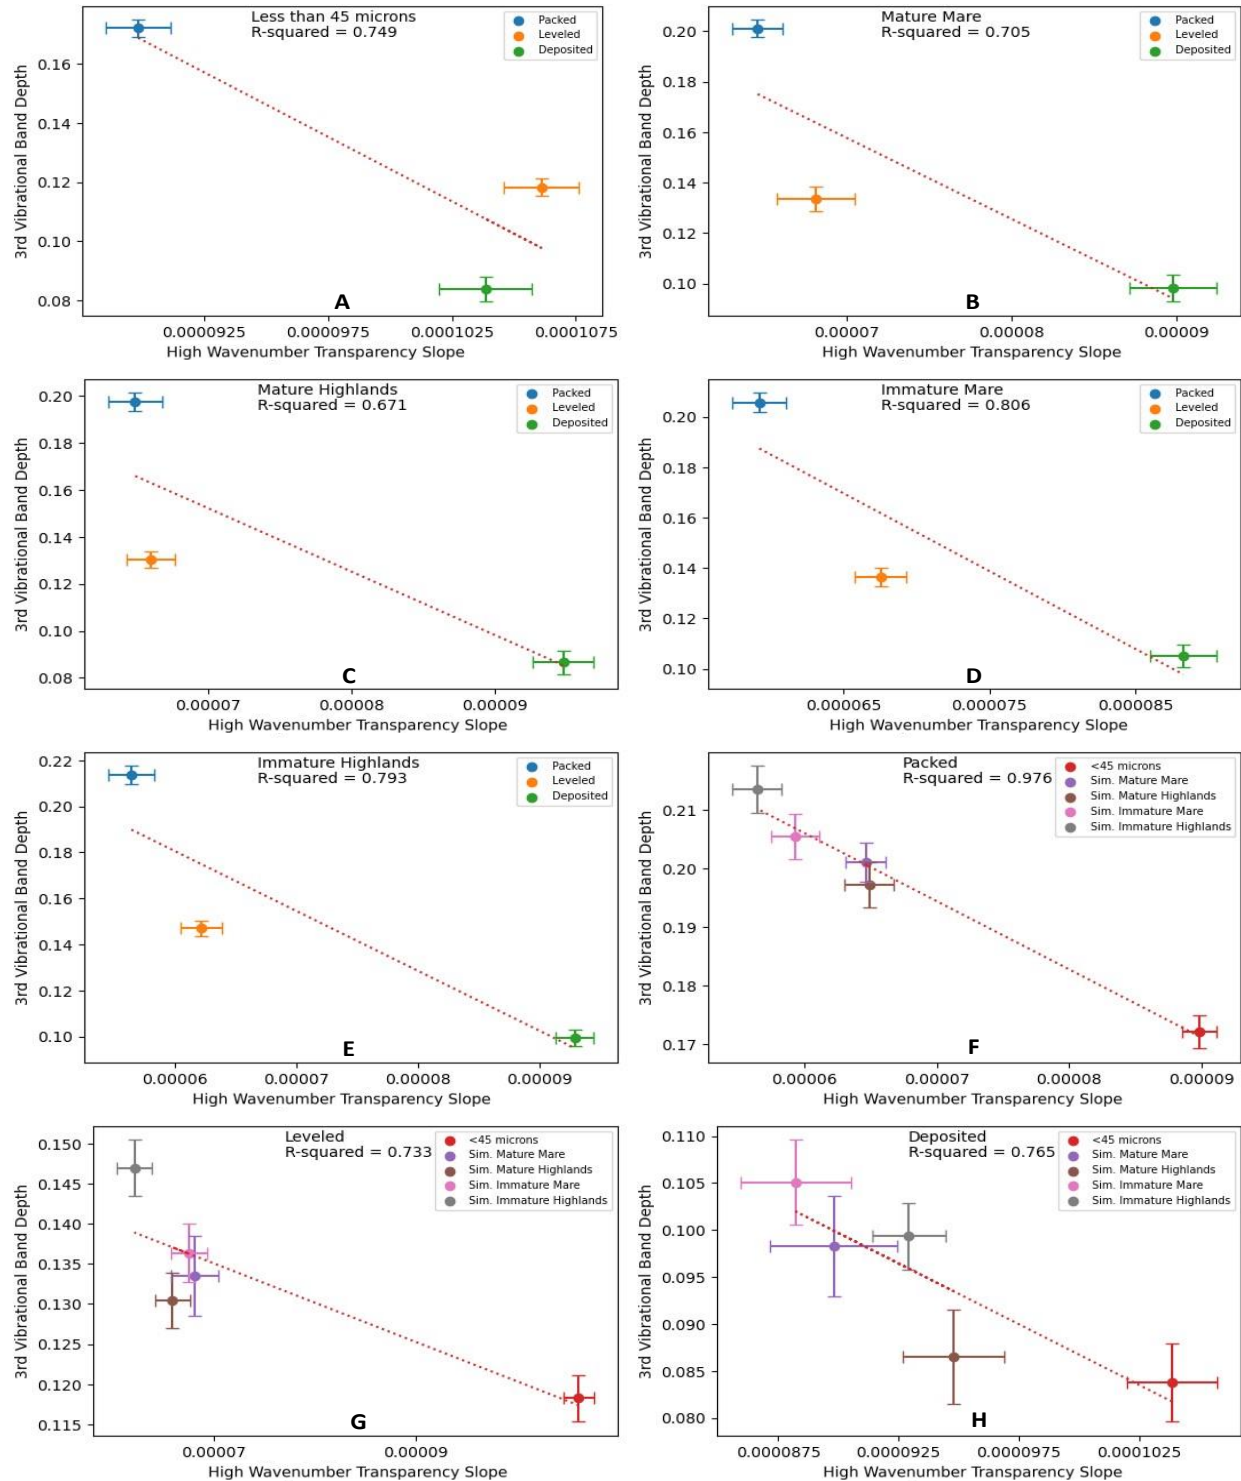 Less than 45 microns
R-squared = 0.749
Packed
Leveled
Deposited
3rd Vibrational Band Depth
0.16
0.14
0.12
0.10
0.08
A
0.0000925
0.0000975
0.0001025
0.0001075
High Wavenumber Transparency Slope
Mature Mare
R-squared = 0.705
Packed
Leveled
Deposited
3rd Vibrational Band Depth
0.20
0.18
0.16
0.14
0.12
0.10
B
0.00007
0.00008
0.00009
High Wavenumber Transparency Slope
Mature Highlands
R-squared = 0.671
Packed
Leveled
Deposited
3rd Vibrational Band Depth
0.20
0.18
0.16
0.14
0.12
0.10
0.08
C
0.00007
0.00008
0.00009
High Wavenumber Transparency Slope
Immature Mare
R-squared = 0.806
Packed
Leveled
Deposited
3rd Vibrational Band Depth
0.20
0.18
0.16
0.14
0.12
0.10
D
0.000065
0.000075
0.000085
High Wavenumber Transparency Slope
Immature Highlands
R-squared = 0.793
Packed
Leveled
Deposited
3rd Vibrational Band Depth
0.22
0.20
0.18
0.16
0.14
0.12
0.10
E
0.00006
0.00007
0.00008
0.00009
High Wavenumber Transparency Slope
Packed
R-squared = 0.976
<45 microns
Sim. Mature Mare
Sim. Mature Highlands
Sim. Immature Mare
Sim. Immature Highlands
3rd Vibrational Band Depth
0.21
0.20
0.19
0.18
0.17
F
0.00006
0.00007
0.00008
0.00009
High Wavenumber Transparency Slope
Leveled
R-squared = 0.733
<45 microns
Sim. Mature Mare
Sim. Mature Highlands
Sim. Immature Mare
Sim. Immature Highlands
3rd Vibrational Band Depth
0.150
0.145
0.140
0.135
0.130
0.125
0.120
0.115
G
0.00007
0.00009
High Wavenumber Transparency Slope
Deposited
R-squared = 0.765
<45 microns
Sim. Mature Mare
Sim. Mature Highlands
Sim. Immature Mare
Sim. Immature Highlands
3rd Vibrational Band Depth
0.110
0.105
0.100
0.095
0.090
0.085
0.080
H
0.0000875
0.0000925
0.0000975
0.0001025
High Wavenumber Transparency Slope